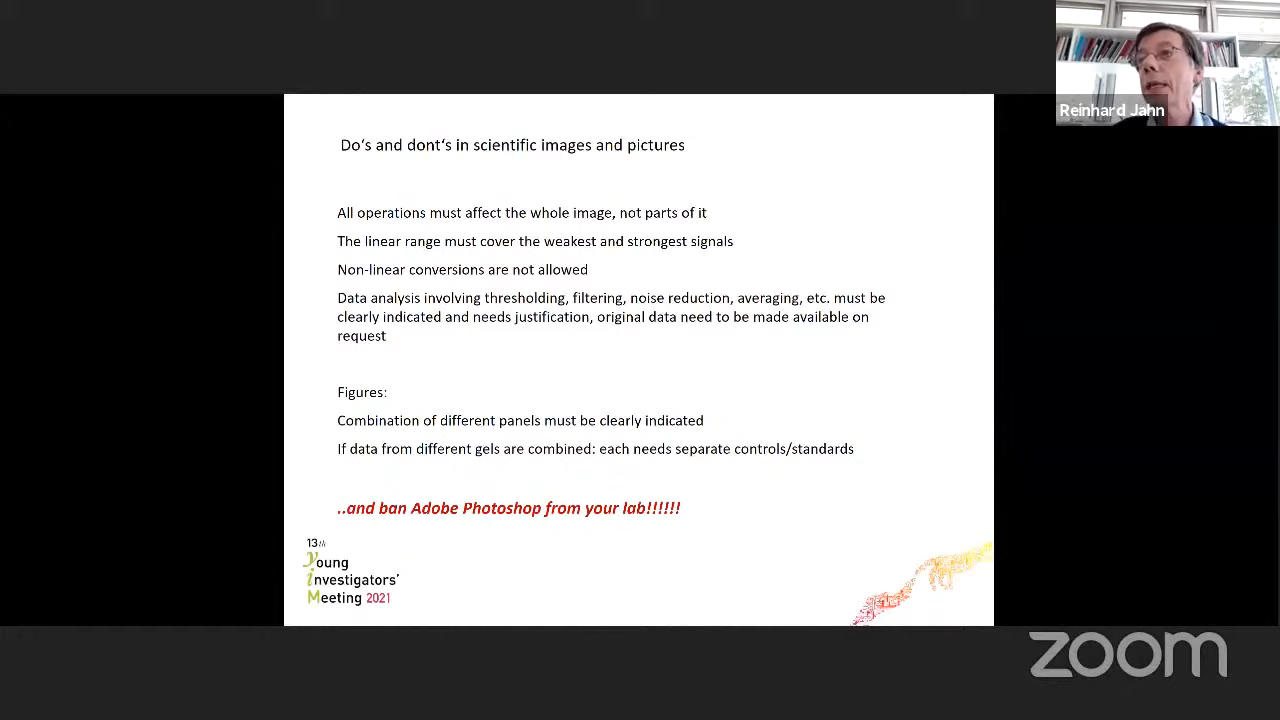 Reinhard Jahn
Do's and dont's in scientific images and pictures
All operations must affect the whole image, not parts of it
The linear range must cover the weakest and strongest signals
Non-linear conversions are not allowed
Data analysis involving thresholding, filtering, noise reduction, averaging, etc. must be
clearly indicated and needs justification, original data need to be made available on
request
Figures:
Combination of different panels must be clearly indicated
If data from different gels are combined: each needs separate controls/standards
..and ban Adobe Photoshop from your lab!!!!!!
13th
Young
investigators'
Meeting 2021
zoom